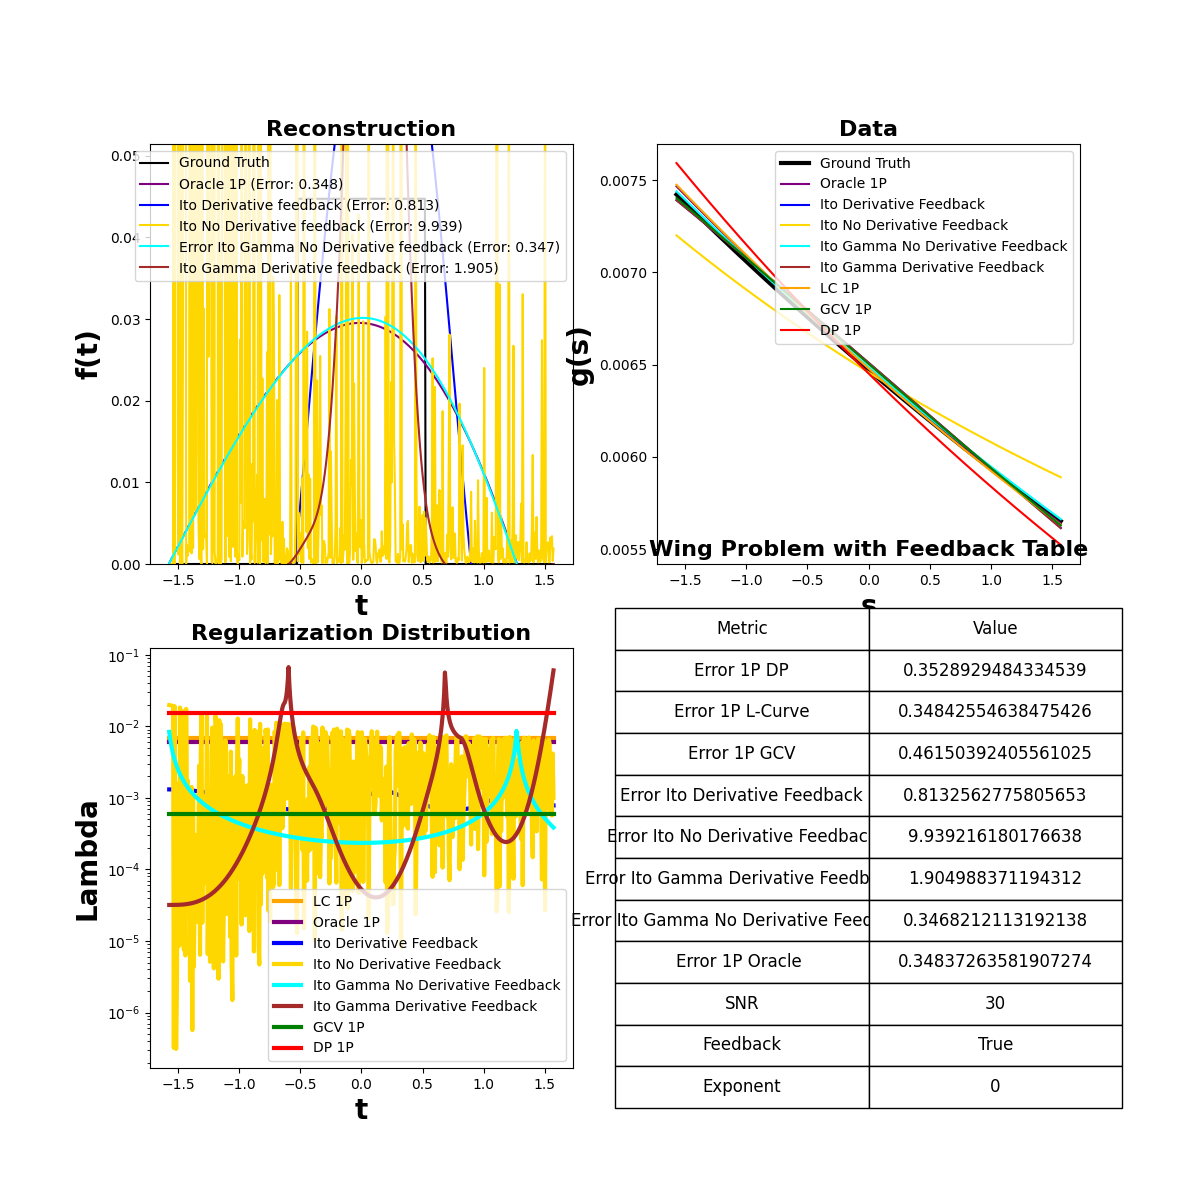 Reconstruction
Ground Truth
Oracle 1P (Error: 0.348)
Ito Derivative feedback (Error: 0.813)
Ito No Derivative feedback (Error: 9.939)
Error Ito Gamma No Derivative feedback (Error: 0.347)
Ito Gamma Derivative feedback (Error: 1.905)
f(t)
0.05
0.04
0.03
0.02
0.01
0.00
−1.5 −1.0 −0.5 0.0 0.5 1.0 1.5
t
Data
Ground Truth
Oracle 1P
Ito Derivative Feedback
Ito No Derivative Feedback
Ito Gamma No Derivative Feedback
Ito Gamma Derivative Feedback
LC 1P
GCV 1P
DP 1P
g(s)
0.0075
0.0070
0.0065
0.0060
0.0055
−1.5 −1.0 −0.5 0.0 0.5 1.0 1.5
s
Regularization Distribution
Lambda
10−1
10−2
10−3
10−4
10−5
10−6
LC 1P
Oracle 1P
Ito Derivative Feedback
Ito No Derivative Feedback
Ito Gamma No Derivative Feedback
Ito Gamma Derivative Feedback
GCV 1P
DP 1P
−1.5 −1.0 −0.5 0.0 0.5 1.0 1.5
t
Wing Problem with Feedback Table
Metric Value
Error 1P DP 0.3528929484334539
Error 1P L-Curve 0.34842554638475426
Error 1P GCV 0.46150392405561025
Error Ito Derivative Feedback 0.8132562775805653
Error Ito No Derivative Feedbac 9.939216180176638
Error Ito Gamma Derivative Feedb 1.904988371194312
Error Ito Gamma No Derivative Feed 0.3468212113192138
Error 1P Oracle 0.34837263581907274
SNR 30
Feedback True
Exponent 0